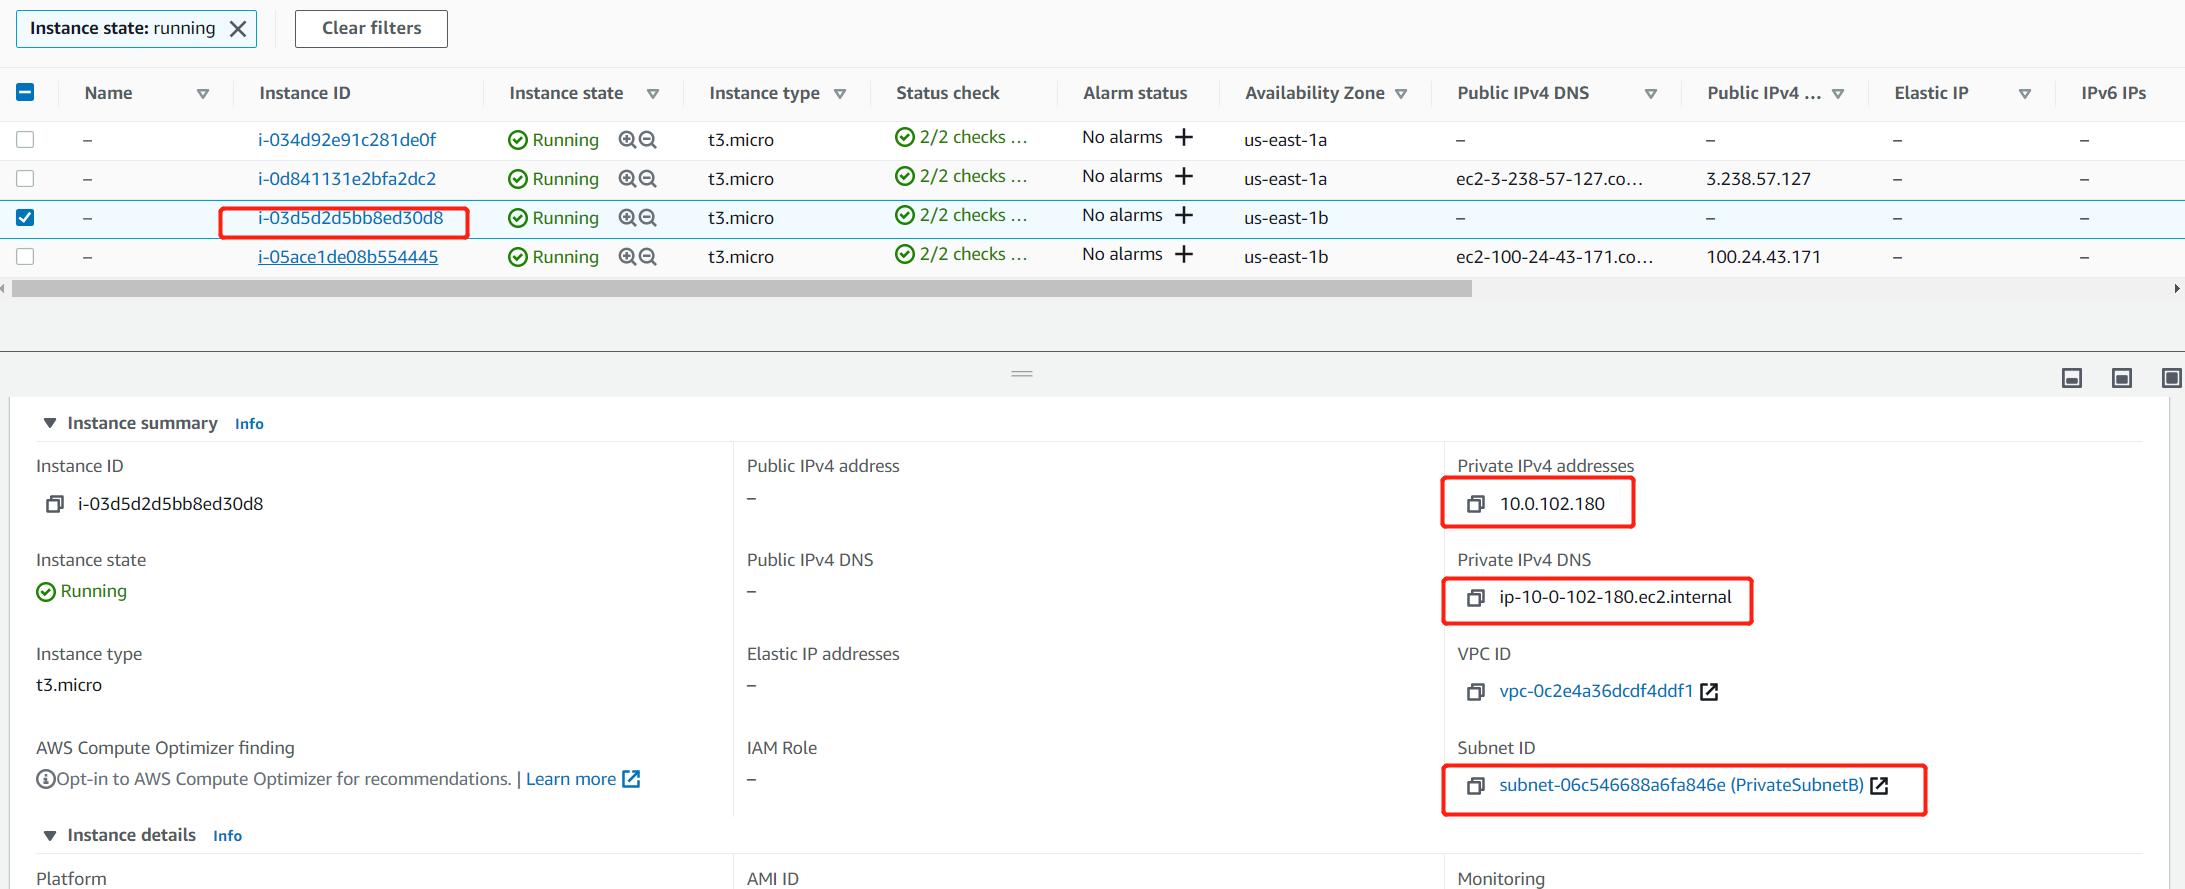 Instance state: running Clear filters
Name Instance ID Instance state Instance type Status check Alarm status Availability Zone Public IPv4 DNS Public IPv4 ... Elastic IP IPv6 IPs
– i-034d92e91c281de0f Running t3.micro 2/2 checks ... No alarms + us-east-1a – – – –
– i-0d841131e2bfa2dc2 Running t3.micro 2/2 checks ... No alarms + us-east-1a ec2-3-238-57-127.co... 3.238.57.127 – –
– i-03d5d2d5bb8ed30d8 Running t3.micro 2/2 checks ... No alarms + us-east-1b – – – –
– i-05ace1de08b554445 Running t3.micro 2/2 checks ... No alarms + us-east-1b ec2-100-24-43-171.co... 100.24.43.171 – –
Instance summary Info
Instance ID Public IPv4 address Private IPv4 addresses
i-03d5d2d5bb8ed30d8 – 10.0.102.180
Instance state Public IPv4 DNS Private IPv4 DNS
Running – ip-10-0-102-180.ec2.internal
Instance type Elastic IP addresses VPC ID
t3.micro – vpc-0c2e4a36dcdf4ddf1
AWS Compute Optimizer finding IAM Role Subnet ID
Opt-in to AWS Compute Optimizer for recommendations. | Learn more – subnet-06c546688a6fa846e (PrivateSubnetB)
Instance details Info
Platform AMI ID Monitoring